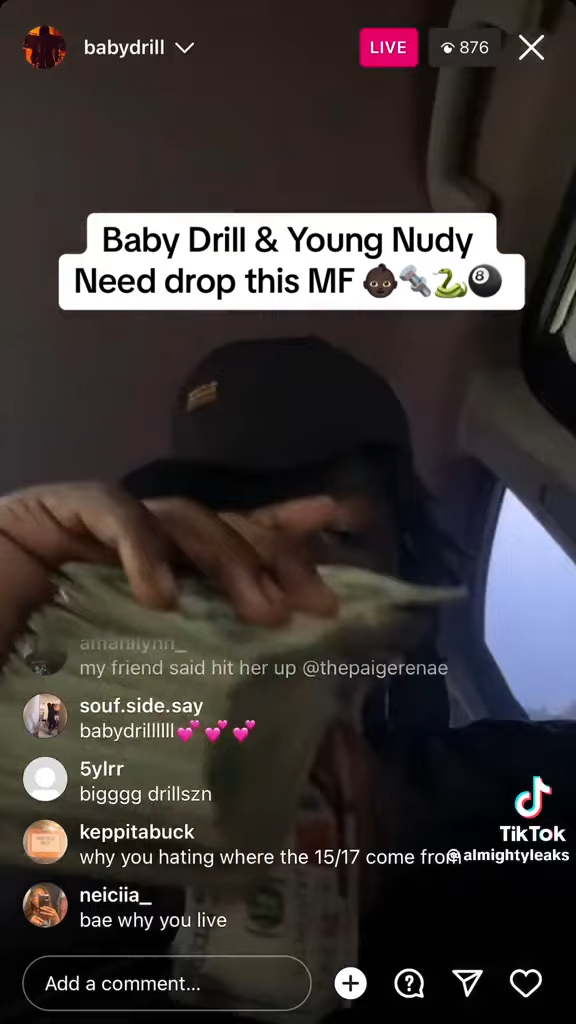 babydrill
LIVE
876
Baby Drill & Young Nudy
Need drop this MF 👶🏿🔩🐍🎱
amarilynn_
my friend said hit her up @thepaigerenae
souf.side.say
babydrillllll💕💕💕
5ylrr
bigggg drillszn
keppitabuck
why you hating where the 15/17 come from
neiciia_
bae why you live
TikTok
@almightyleaks
Add a comment...